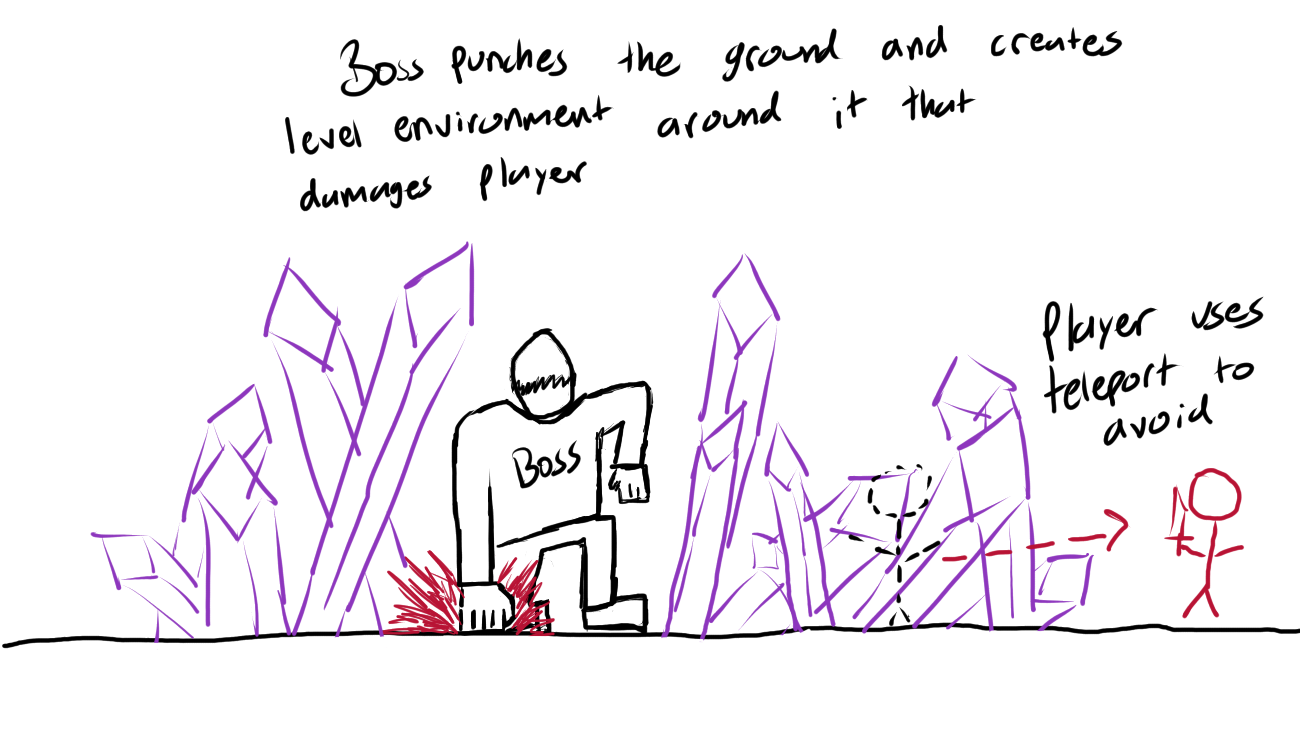 Boss punches the ground and creates
level environment around it that
damages player
Player uses
teleport to
avoid
Boss